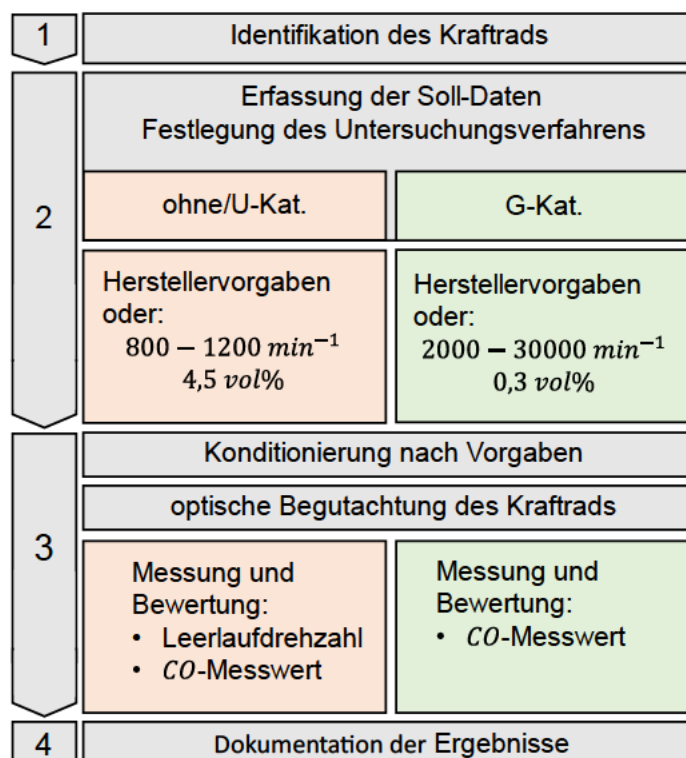 1
Identifikation des Kraftrads
2
Erfassung der Soll-Daten
Festlegung des Untersuchungsverfahrens
ohne/U-Kat.
G-Kat.
Herstellervorgaben
oder:
800 – 1200 min⁻¹
4,5 vol%
Herstellervorgaben
oder:
2000 – 30000 min⁻¹
0,3 vol%
3
Konditionierung nach Vorgaben
optische Begutachtung des Kraftrads
Messung und
Bewertung:
• Leerlaufdrehzahl
• CO-Messwert
Messung und
Bewertung:
• CO-Messwert
4
Dokumentation der Ergebnisse